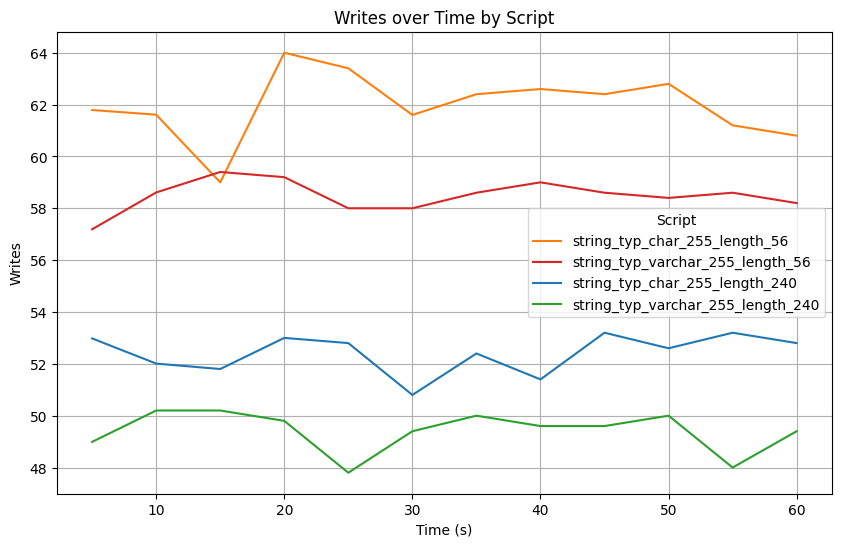 Writes over Time by Script
64
62
60
58
56
54
52
50
48
Writes
Script
string_typ_char_255_length_56
string_typ_varchar_255_length_56
string_typ_char_255_length_240
string_typ_varchar_255_length_240
10
20
30
40
50
60
Time (s)